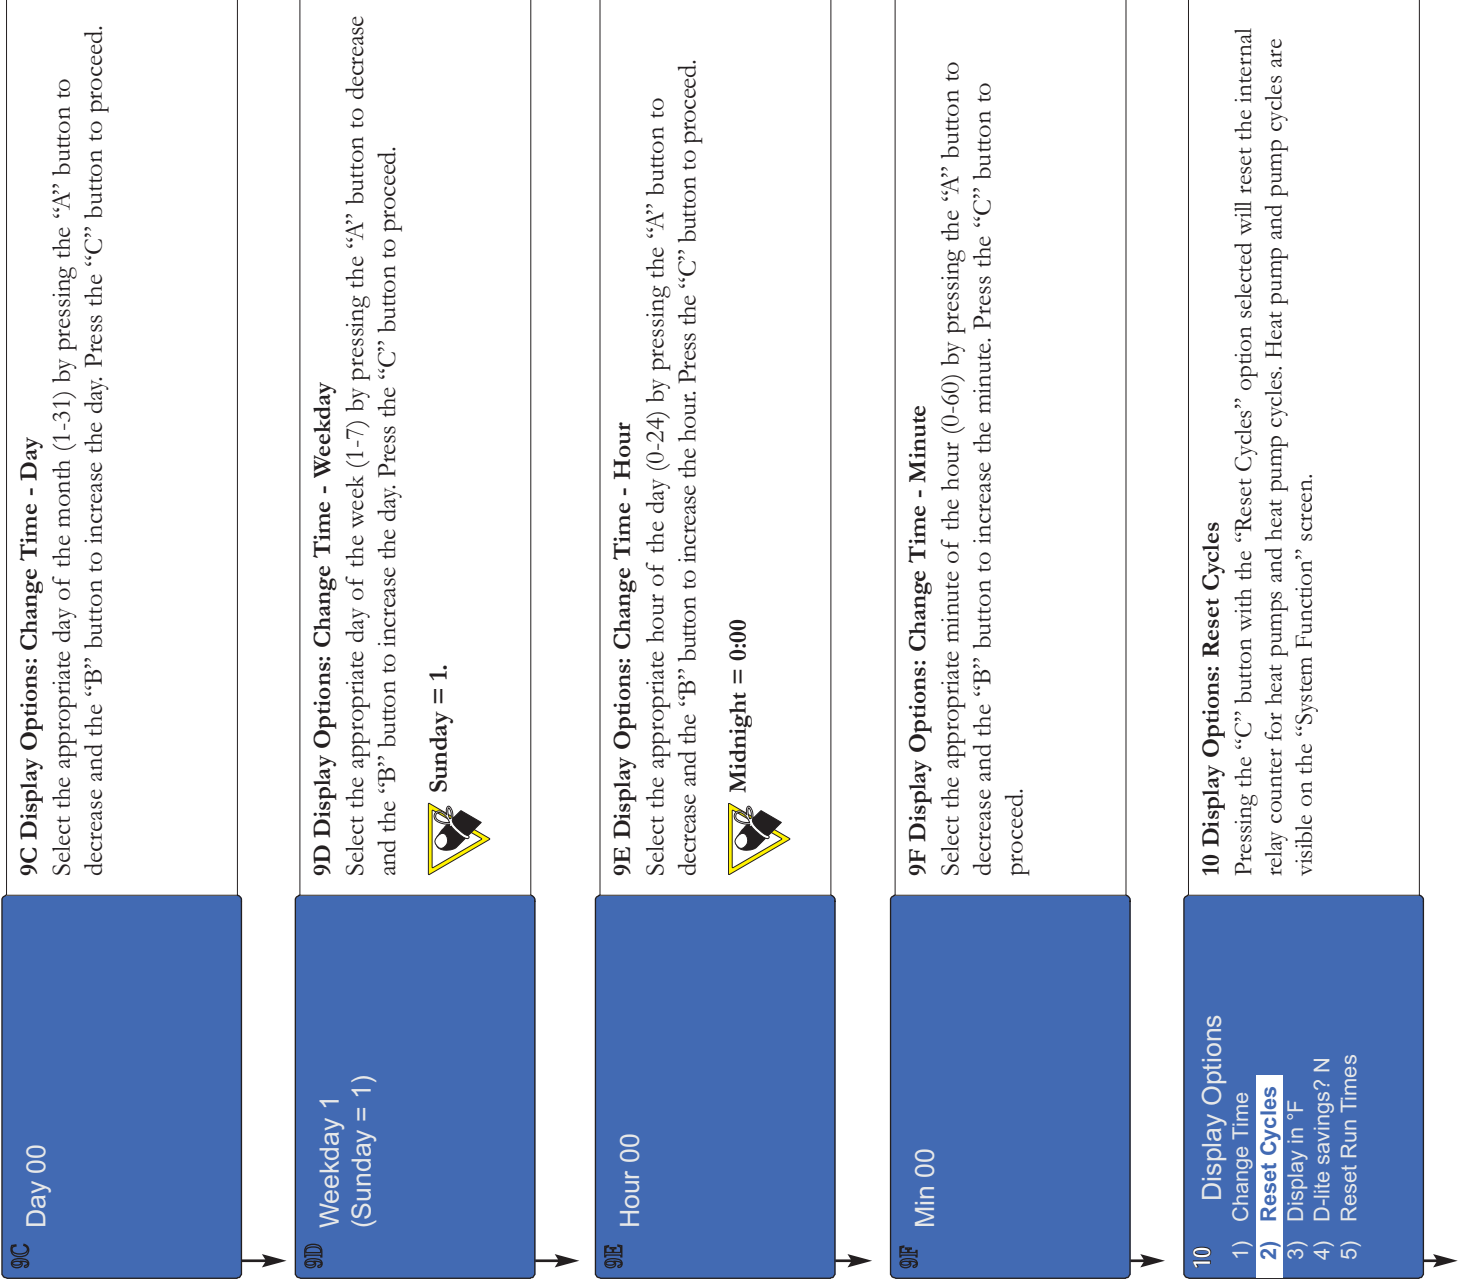 9C
Day 00
9C Display Options: Change Time - Day
Select the appropriate day of the month (1-31) by pressing the “A” button to
decrease and the “B” button to increase the day. Press the “C” button to proceed.
9D
Weekday 1
(Sunday = 1)
9D Display Options: Change Time - Weekday
Select the appropriate day of the week (1-7) by pressing the “A” button to decrease
and the “B” button to increase the day. Press the “C” button to proceed.
Sunday = 1.
9E
Hour 00
9E Display Options: Change Time - Hour
Select the appropriate hour of the day (0-24) by pressing the “A” button to
decrease and the “B” button to increase the hour. Press the “C” button to proceed.
Midnight = 0:00
9F
Min 00
9F Display Options: Change Time - Minute
Select the appropriate minute of the hour (0-60) by pressing the “A” button to
decrease and the “B” button to increase the minute. Press the “C” button to
proceed.
10
Display Options
1) Change Time
2) Reset Cycles
3) Display in °F
4) D-lite savings? N
5) Reset Run Times
10 Display Options: Reset Cycles
Pressing the “C” button with the “Reset Cycles” option selected will reset the internal
relay counter for heat pumps and heat pump cycles. Heat pump and pump cycles are
visible on the “System Function” screen.